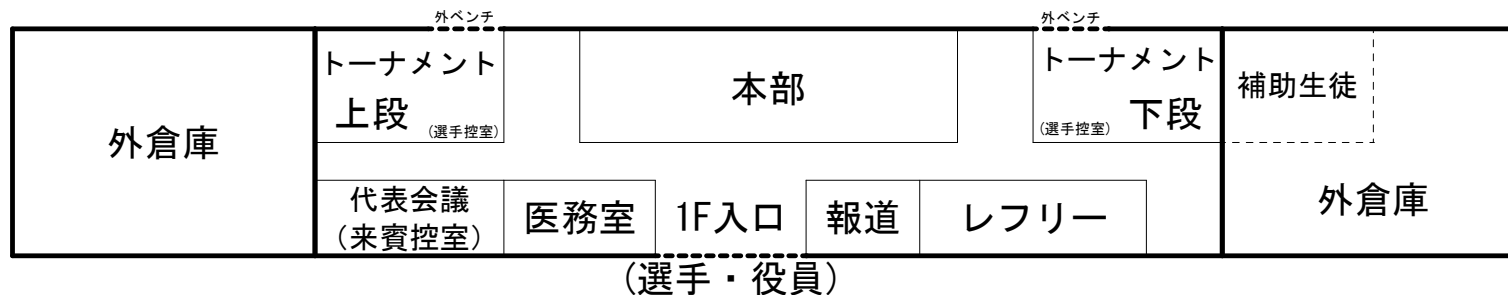 外ベンチ
外ベンチ
トーナメント
上段 (選手控室)
本部
トーナメント
(選手控室) 下段
補助生徒
外倉庫
外倉庫
代表会議
(来賓控室)
医務室
1F入口
報道
レフリー
(選手・役員)